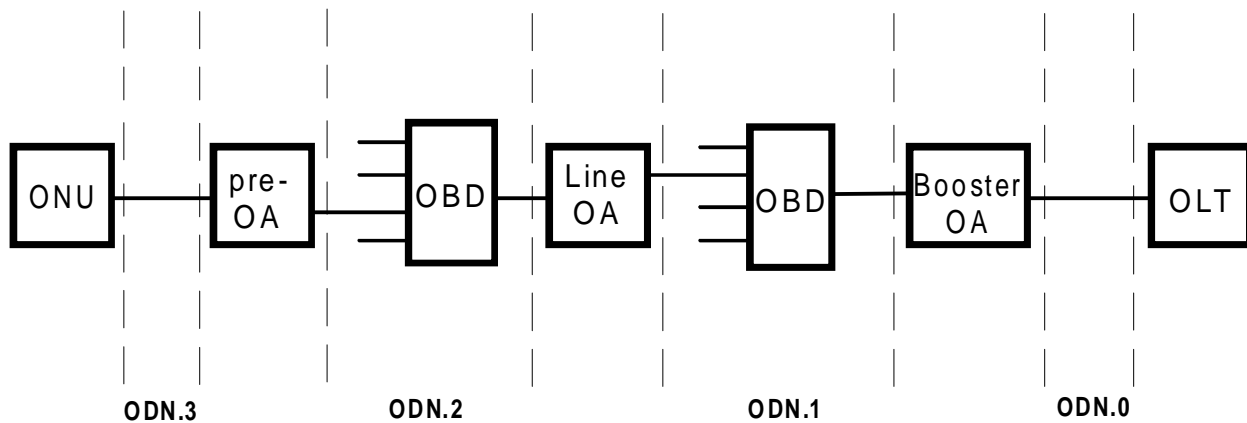 ONU
pre-
OA
OBD
Line
OA
OBD
Booster
OA
OLT
ODN.3
ODN.2
ODN.1
ODN.0